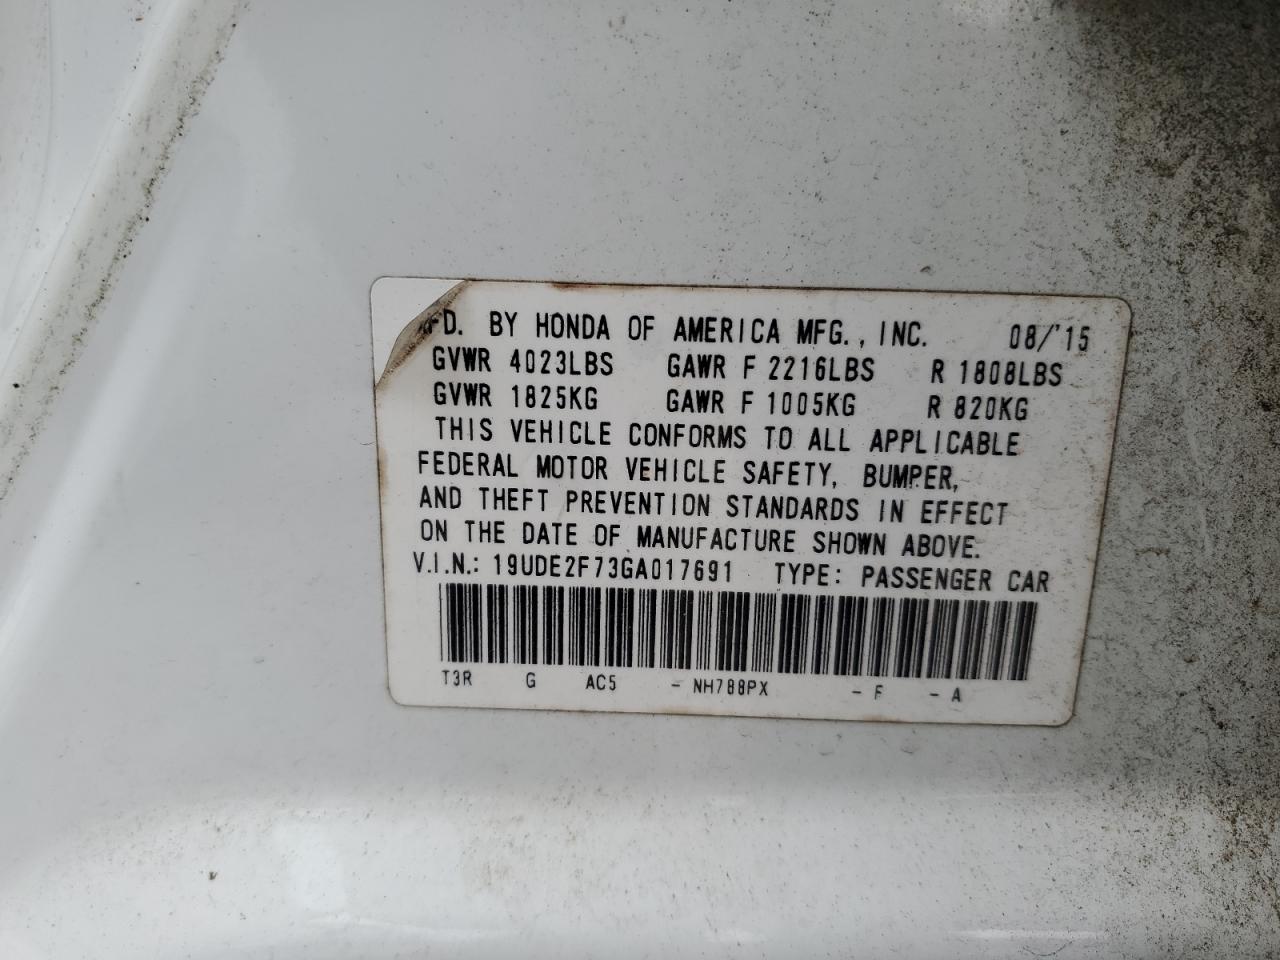 MFD. BY HONDA OF AMERICA MFG., INC. 08/'15
GVWR 4023LBS GAWR F 2216LBS R 1808LBS
GVWR 1825KG GAWR F 1005KG R 820KG
THIS VEHICLE CONFORMS TO ALL APPLICABLE
FEDERAL MOTOR VEHICLE SAFETY, BUMPER,
AND THEFT PREVENTION STANDARDS IN EFFECT
ON THE DATE OF MANUFACTURE SHOWN ABOVE.
V.I.N.: 19UDE2F73GA017691 TYPE: PASSENGER CAR
T3R G AC5 - NH788PX - F - A